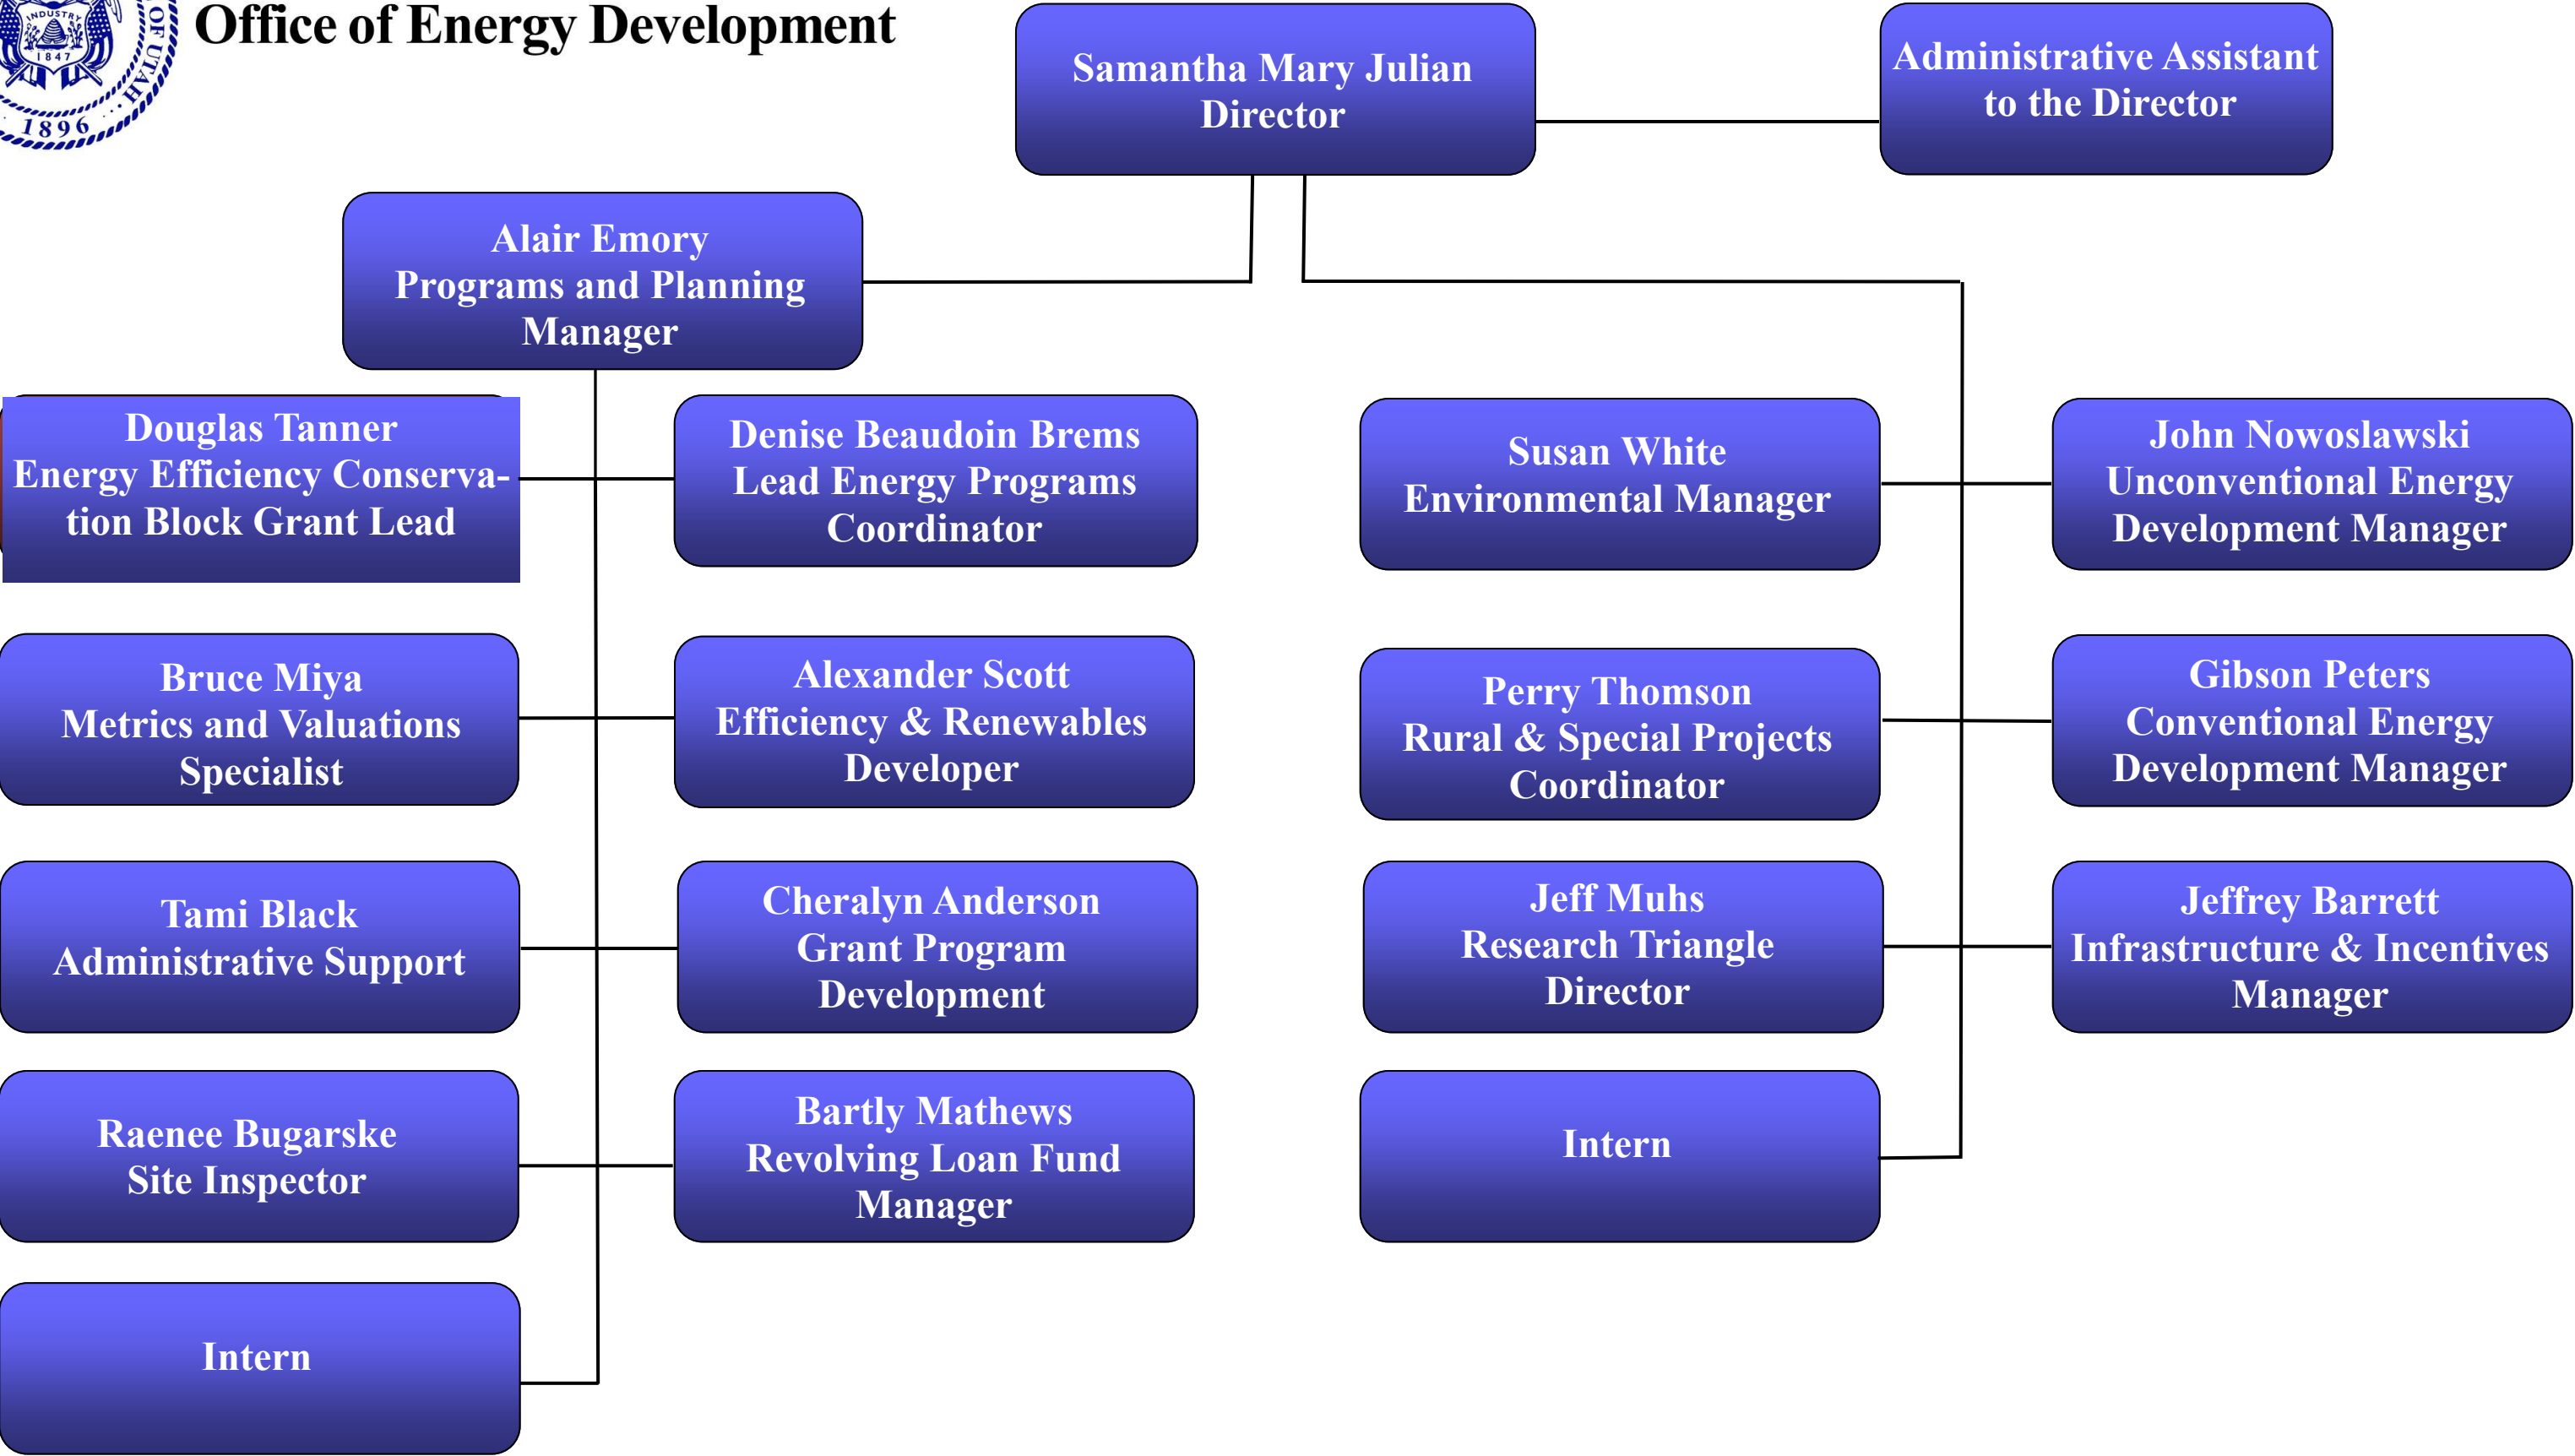 INDUSTRY
1847
OF UTAH
1896
Office of Energy Development
Samantha Mary Julian
Director
Administrative Assistant
to the Director
Alair Emory
Programs and Planning
Manager
Douglas Tanner
Energy Efficiency Conserva-
tion Block Grant Lead
Denise Beaudoin Brems
Lead Energy Programs
Coordinator
Susan White
Environmental Manager
John Nowoslawski
Unconventional Energy
Development Manager
Bruce Miya
Metrics and Valuations
Specialist
Alexander Scott
Efficiency & Renewables
Developer
Perry Thomson
Rural & Special Projects
Coordinator
Gibson Peters
Conventional Energy
Development Manager
Tami Black
Administrative Support
Cheralyn Anderson
Grant Program
Development
Jeff Muhs
Research Triangle
Director
Jeffrey Barrett
Infrastructure & Incentives
Manager
Raenee Bugarske
Site Inspector
Bartly Mathews
Revolving Loan Fund
Manager
Intern
Intern